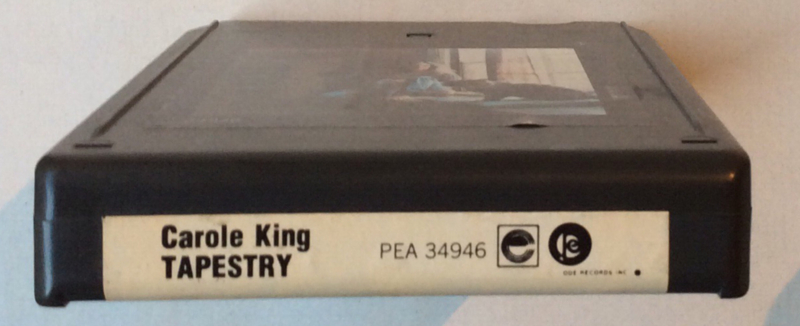 Carole King
TAPESTRY
PEA 34946
ODE RECORDS INC